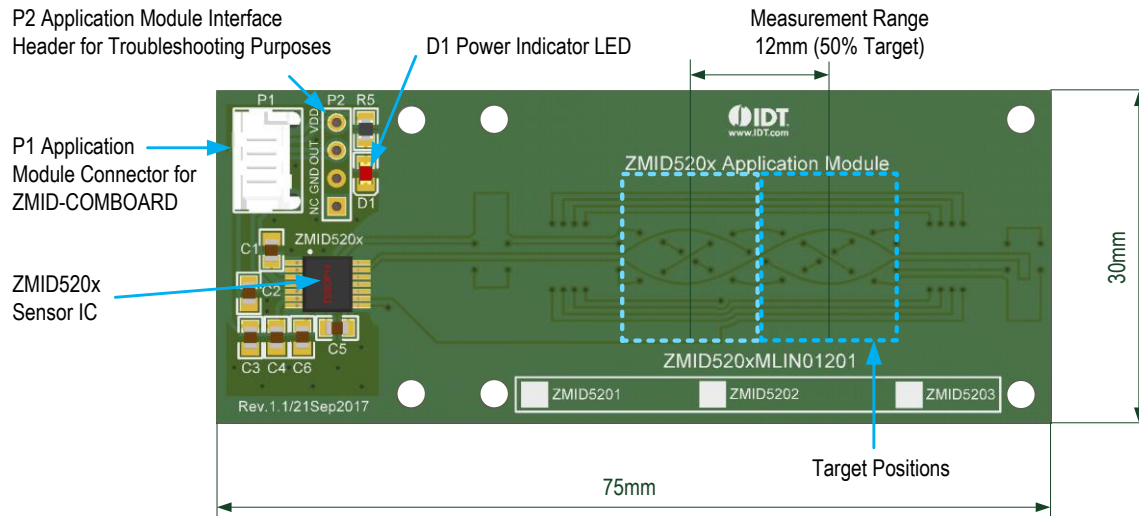 P2 Application Module Interface
Header for Troubleshooting Purposes
D1 Power Indicator LED
Measurement Range
12mm (50% Target)
P1 Application
Module Connector for
ZMID-COMBOARD
ZMID520x
Sensor IC
P1
P2
R5
VDD
OUT
GND
NC
D1
IDT
www.IDT.com
ZMID520x Application Module
ZMID520x
C1
C2
C3
C4
C6
C5
ZMID520xMLIN01201
Rev.1.1/21Sep2017
ZMID5201
ZMID5202
ZMID5203
30mm
Target Positions
75mm